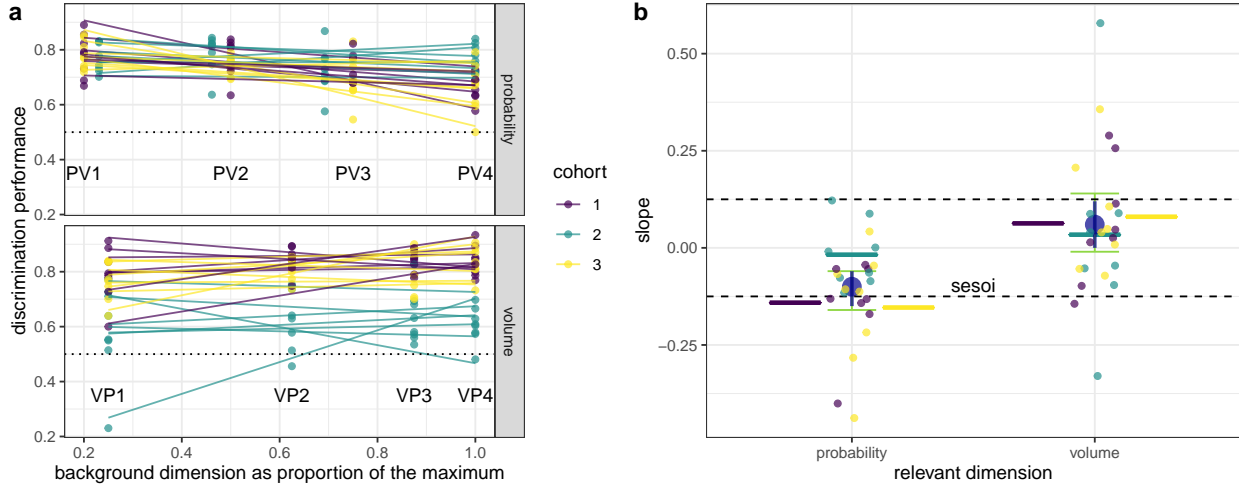 a
discrimination performance
0.8
0.6
0.4
0.2
PV1
PV2
PV3
PV4
probability
0.8
0.6
0.4
0.2
VP1
VP2
VP3
VP4
volume
0.2
0.4
0.6
0.8
1.0
background dimension as proportion of the maximum
cohort
1
2
3
b
slope
0.50
0.25
0.00
−0.25
sesoi
probability
volume
relevant dimension